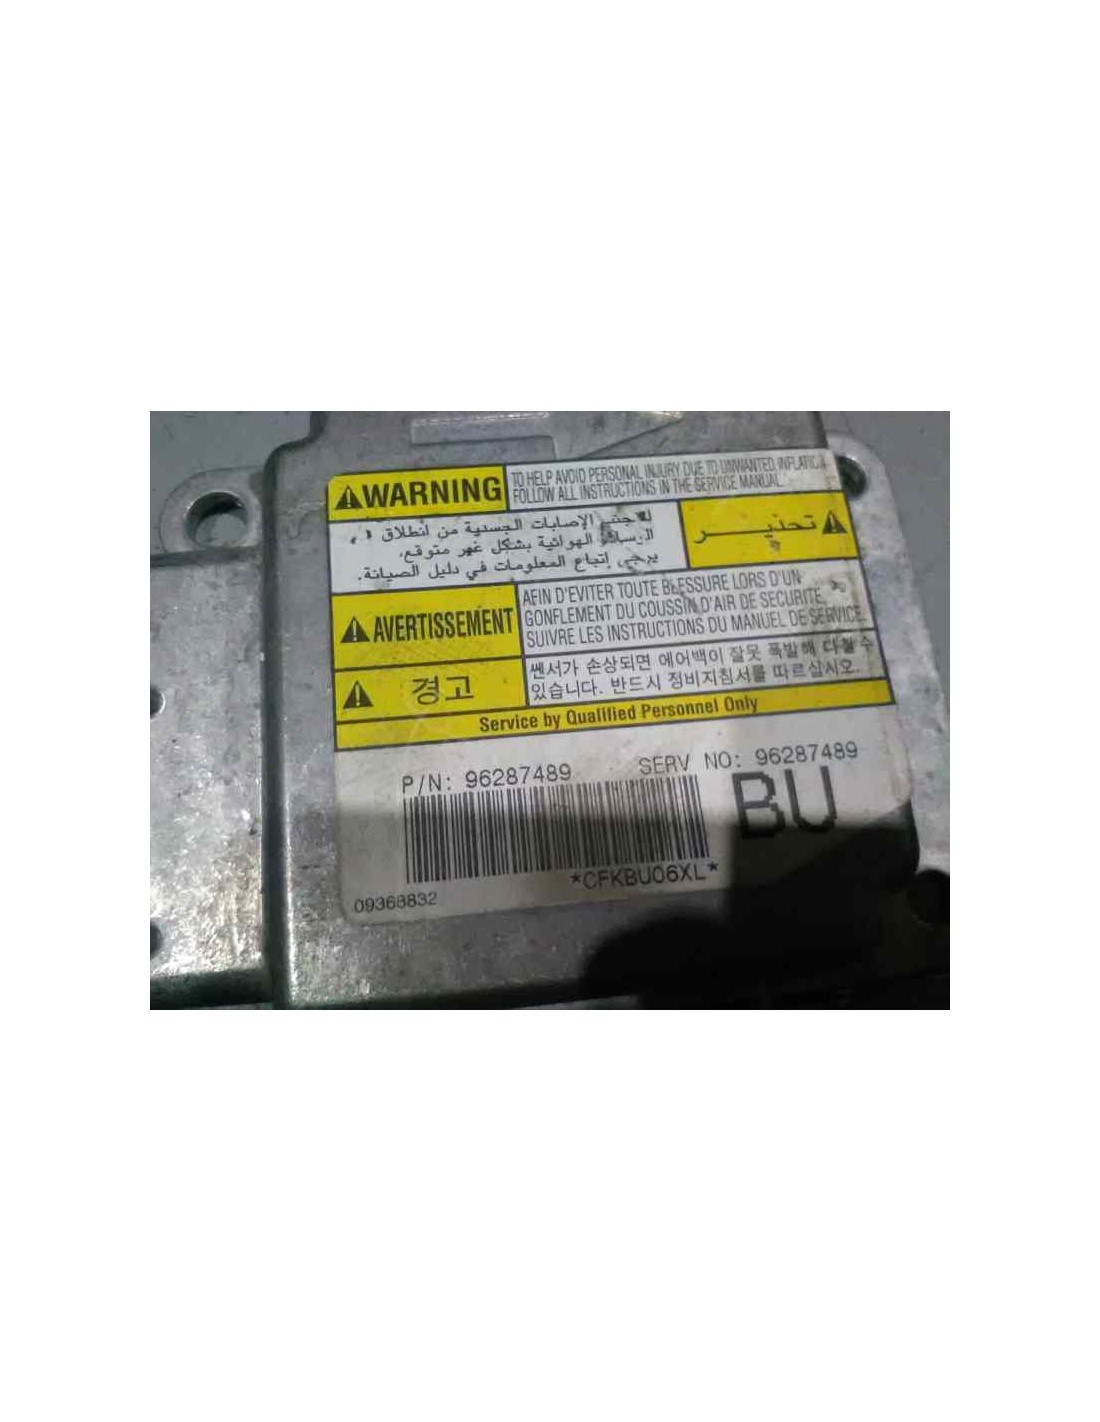 WARNING
TO HELP AVOID PERSONAL INJURY DUE TO UNWANTED
FOLLOW ALL INSTRUCTIONS IN THE SERVICE MANUAL.
تحذيــــر
الإصابات الجسدية من انطلاق
الهوائية بشكل غير متوقع،
يرجى إتباع المعلومات في دليل الصيانة.
AVERTISSEMENT
AFIN D'EVITER TOUTE BLESSURE LORS D'UN
GONFLEMENT DU COUSSIN D'AIR DE SECURITE,
SUIVRE LES INSTRUCTIONS DU MANUEL DE SERVICE.
경고
쎈서가 손상되면 에어백이 잘못 폭발해 다칠 수
있습니다. 반드시 정비지침서를 따르십시오.
Service by Qualified Personnel Only
P/N: 96287489 SERV NO: 96287489
BU
*CFKBU06XL*
09368832